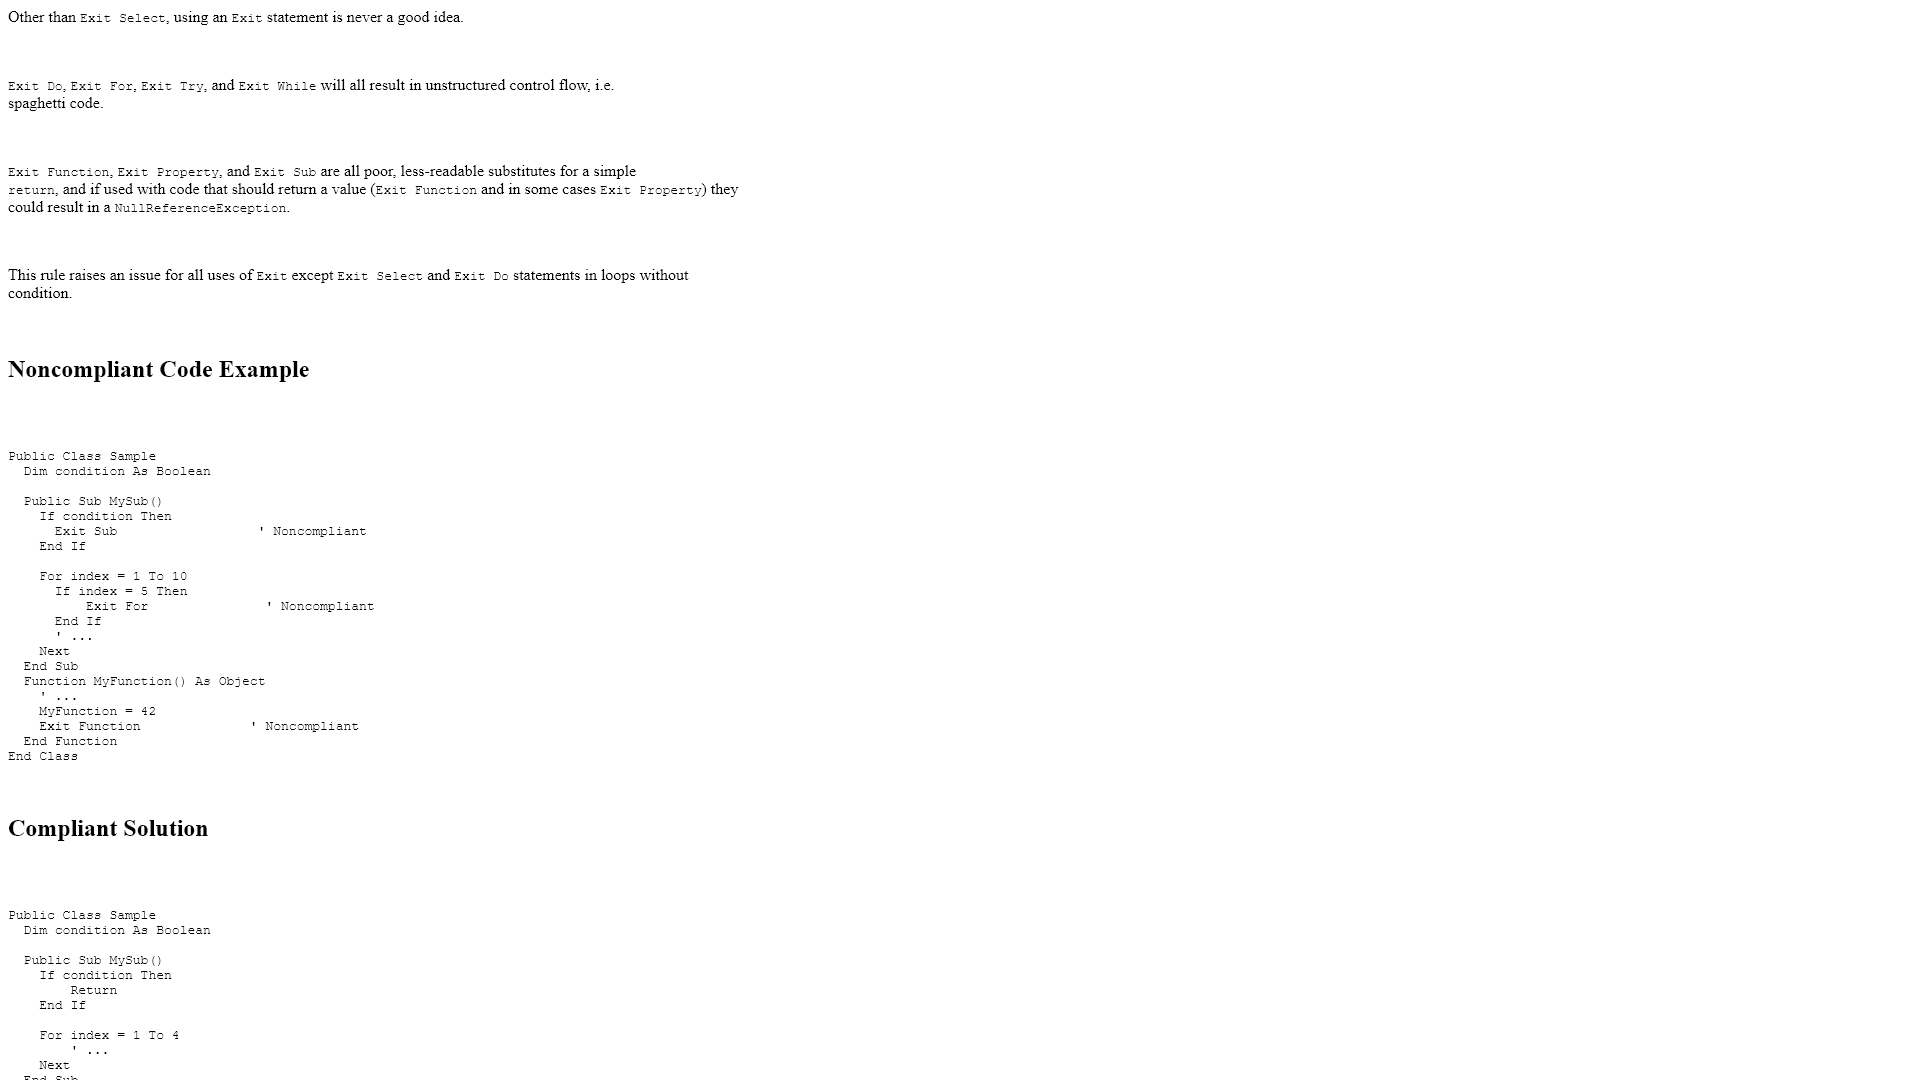 Other than Exit Select, using an Exit statement is never a good idea.
Exit Do, Exit For, Exit Try, and Exit While will all result in unstructured control flow, i.e.
spaghetti code.
Exit Function, Exit Property, and Exit Sub are all poor, less-readable substitutes for a simple
return, and if used with code that should return a value (Exit Function and in some cases Exit Property) they
could result in a NullReferenceException.
This rule raises an issue for all uses of Exit except Exit Select and Exit Do statements in loops without
condition.
Noncompliant Code Example
Public Class Sample
  Dim condition As Boolean
  Public Sub MySub()
    If condition Then
      Exit Sub                  ' Noncompliant
    End If
    For index = 1 To 10
      If index = 5 Then
          Exit For               ' Noncompliant
      End If
      ' ...
    Next
  End Sub
  Function MyFunction() As Object
    ' ...
    MyFunction = 42
    Exit Function              ' Noncompliant
  End Function
End Class
Compliant Solution
Public Class Sample
  Dim condition As Boolean
  Public Sub MySub()
    If condition Then
        Return
    End If
    For index = 1 To 4
        ' ...
    Next
  End Sub